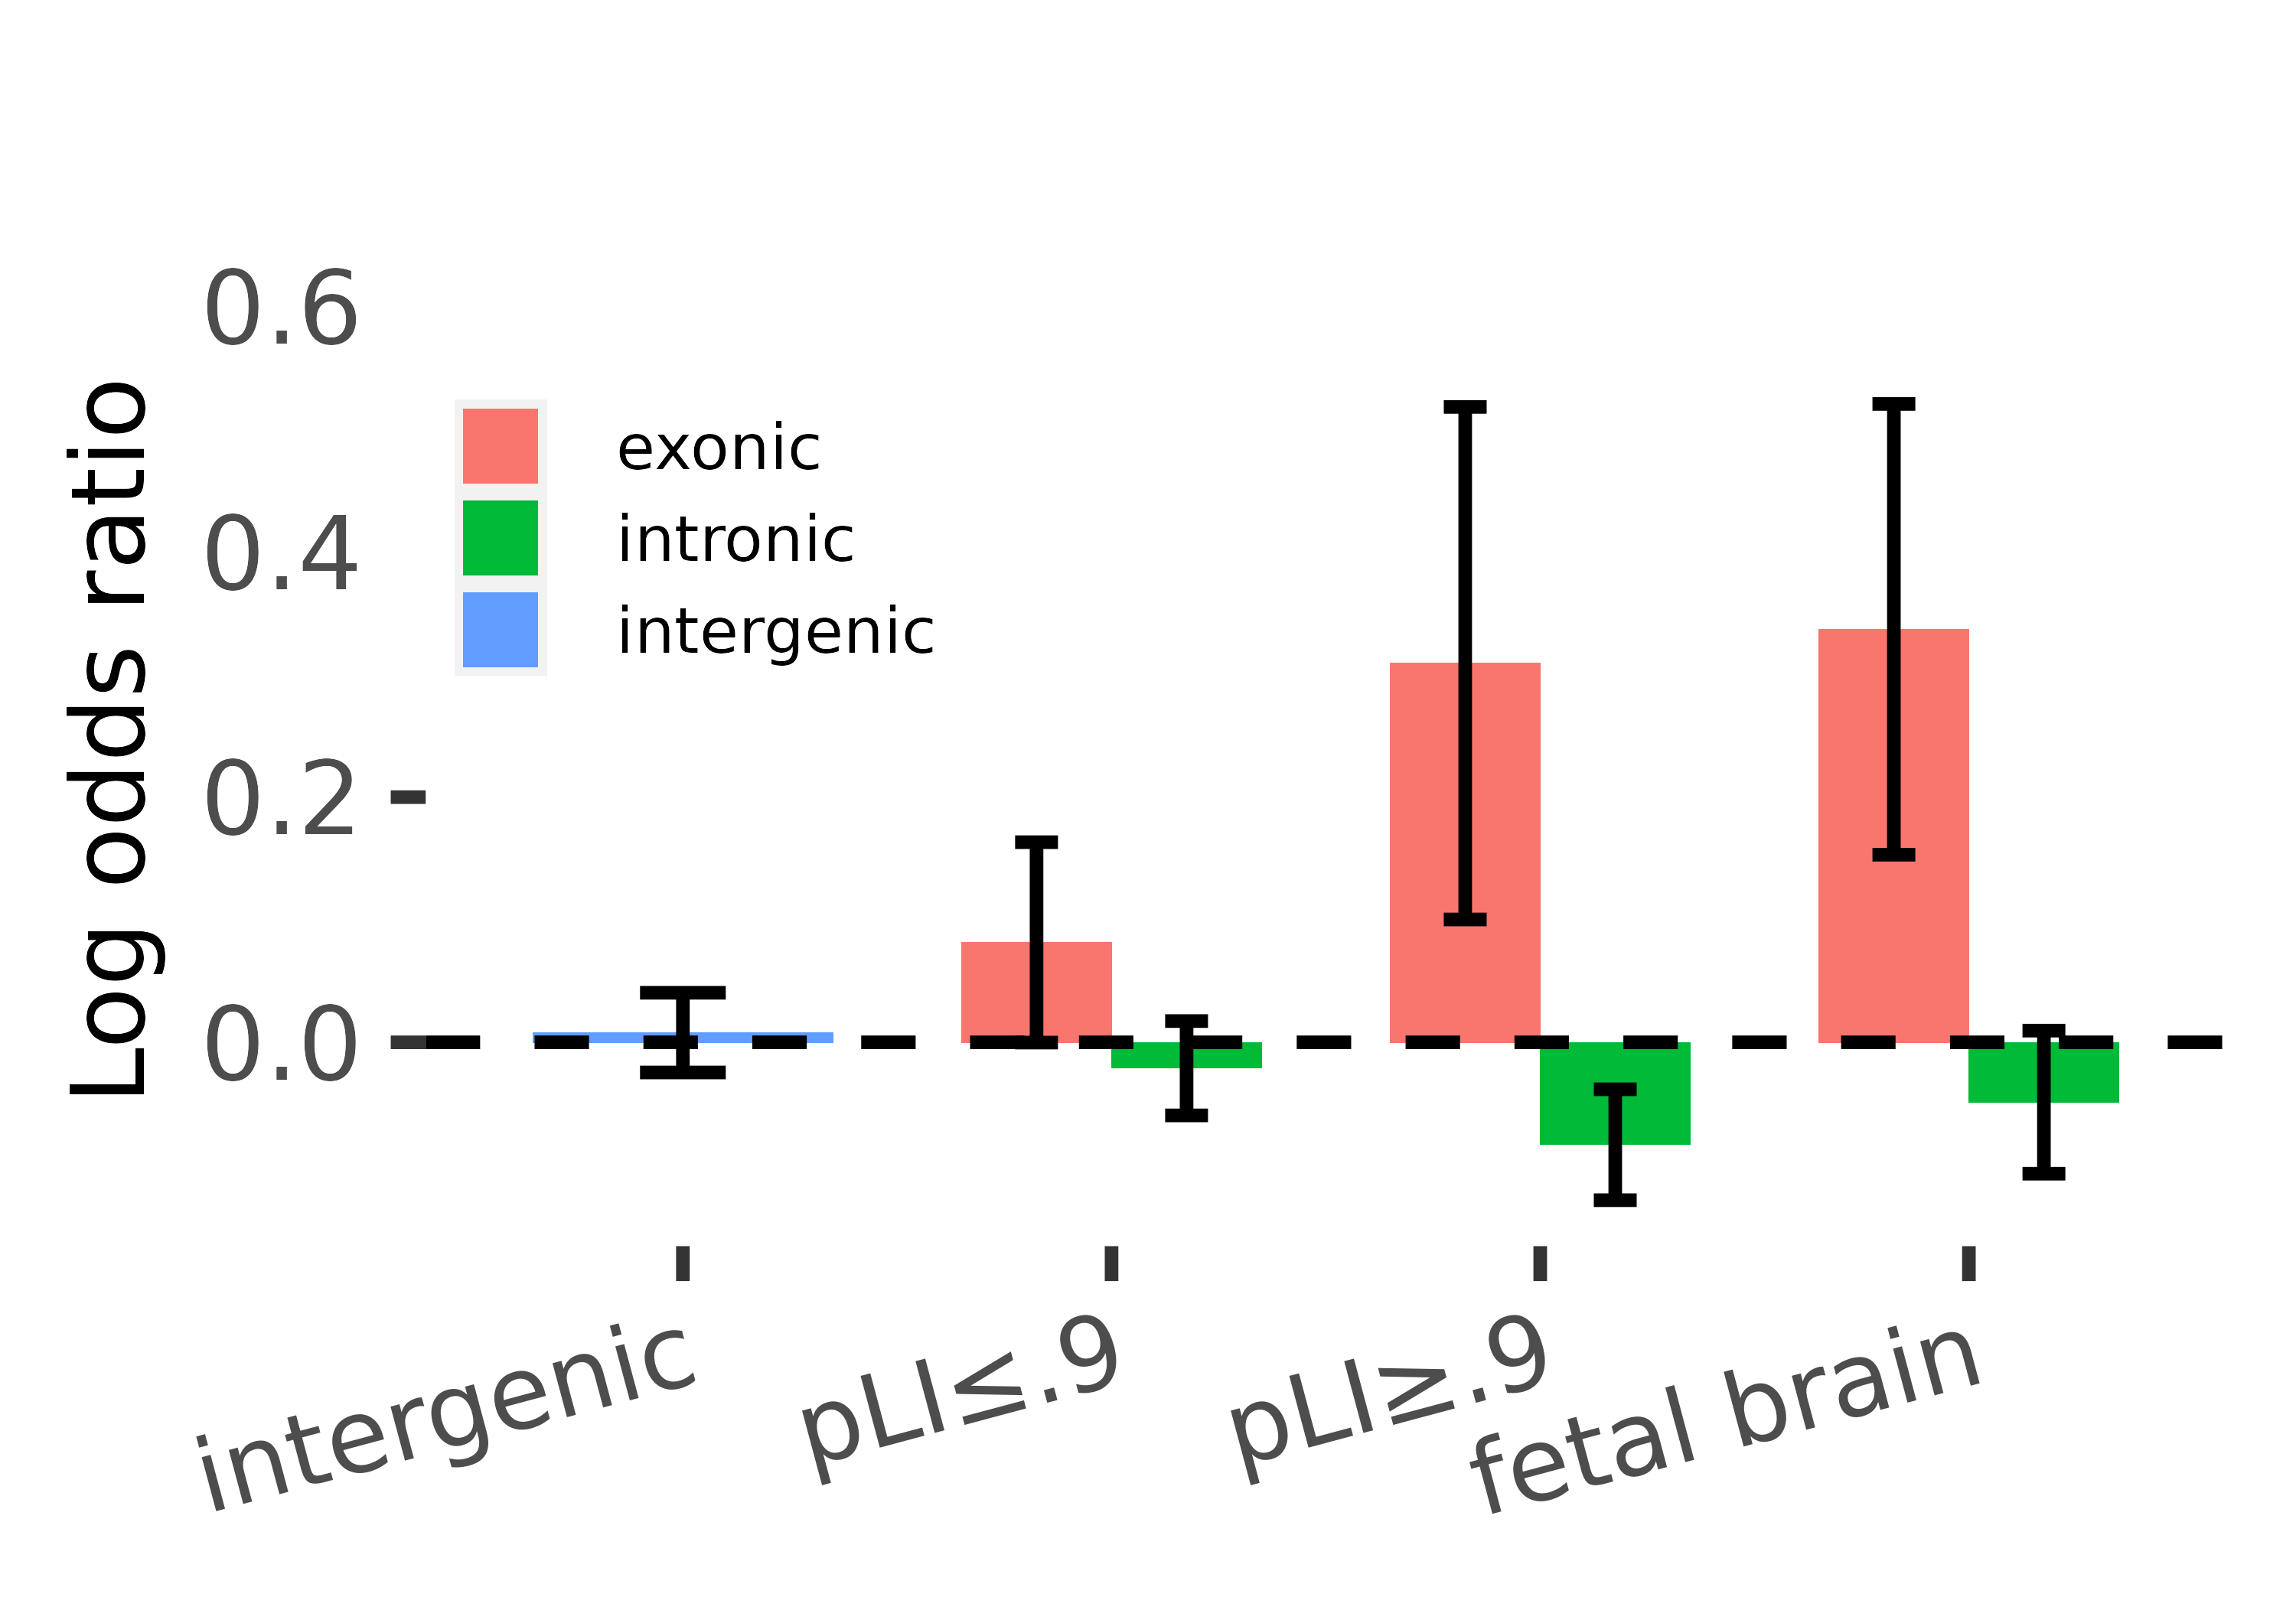 0.6
0.4
0.2
0.0
Log odds ratio
exonic
intronic
intergenic
intergenic
pLI≤.9
pLI≥.9
fetal brain